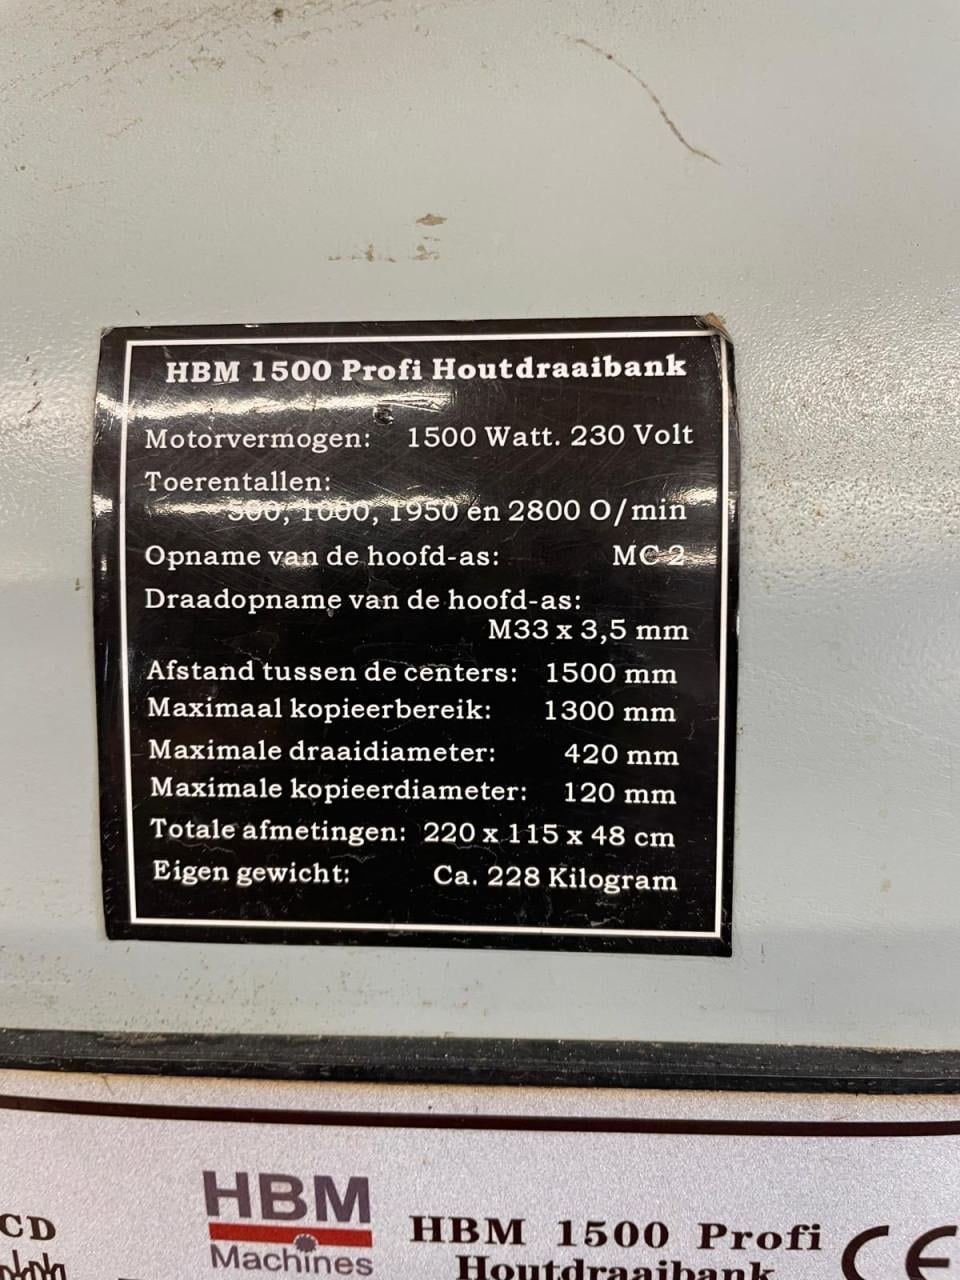 HBM 1500 Profi Houtdraaibank
Motorvermogen: 1500 Watt. 230 Volt
Toerentallen:
500, 1000, 1950 en 2800 O/min
Opname van de hoofd-as: MC 2
Draadopname van de hoofd-as:
M33 x 3,5 mm
Afstand tussen de centers: 1500 mm
Maximaal kopieerbereik: 1300 mm
Maximale draaidiameter: 420 mm
Maximale kopieerdiameter: 120 mm
Totale afmetingen: 220 x 115 x 48 cm
Eigen gewicht: Ca. 228 Kilogram
CD
HBM
Machines
HBM 1500 Profi
Houtdraaibank
CE